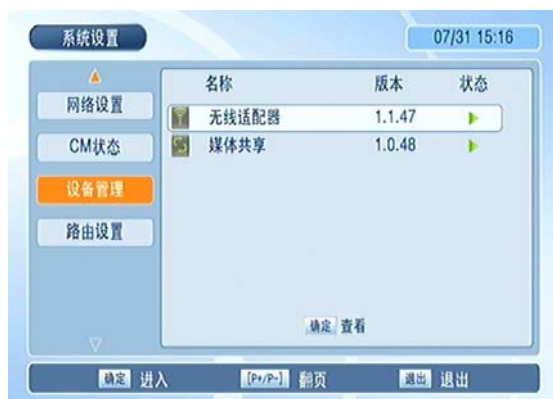 系统设置
07/31 15:16
网络设置
CM状态
设备管理
路由设置
名称 版本 状态
无线适配器 1.1.47
媒体共享 1.0.48
确定 查看
确定 进入 [P+/P-] 翻页 退出 退出